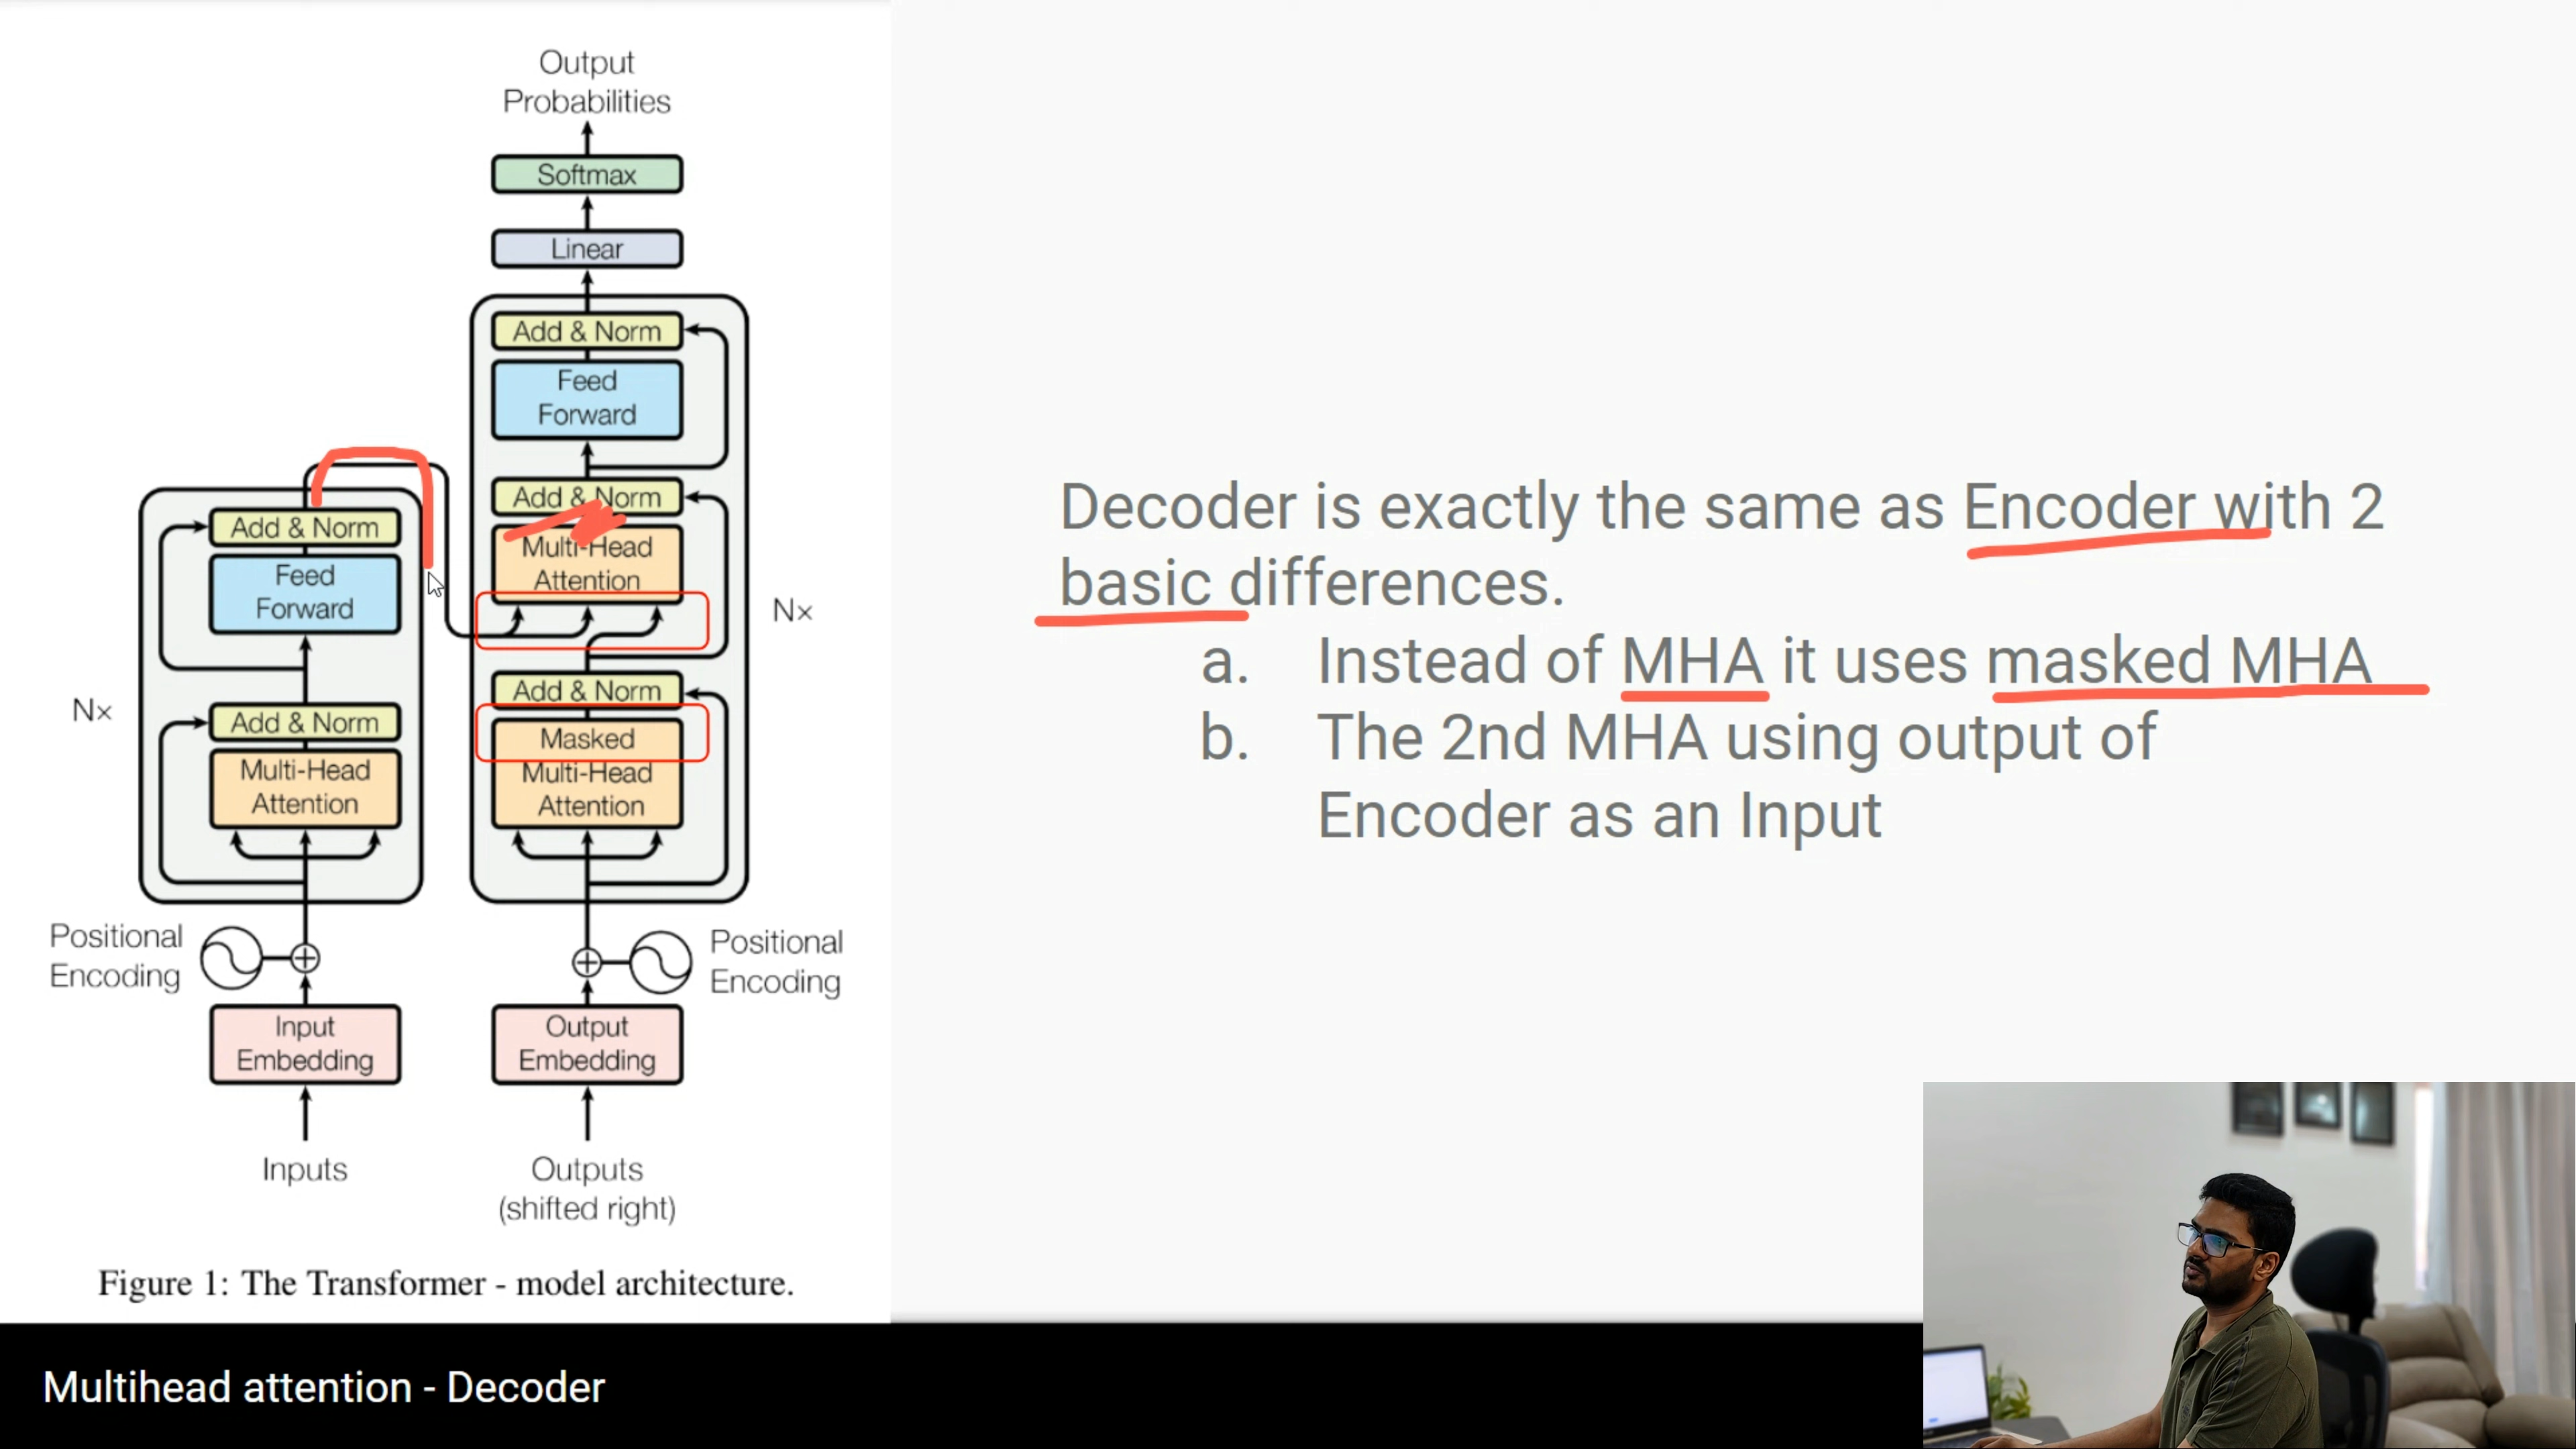 Output
Probabilities
Softmax
Linear
Add & Norm
Feed
Forward
Add & Norm
Multi-Head
Attention
Nx
Add & Norm
Masked
Multi-Head
Attention
Add & Norm
Feed
Forward
Nx
Add & Norm
Multi-Head
Attention
Positional
Encoding
Positional
Encoding
Input
Embedding
Output
Embedding
Inputs
Outputs
(shifted right)
Figure 1: The Transformer - model architecture.
Decoder is exactly the same as Encoder with 2
basic differences.
a. Instead of MHA it uses masked MHA
b. The 2nd MHA using output of
Encoder as an Input
Multihead attention - Decoder